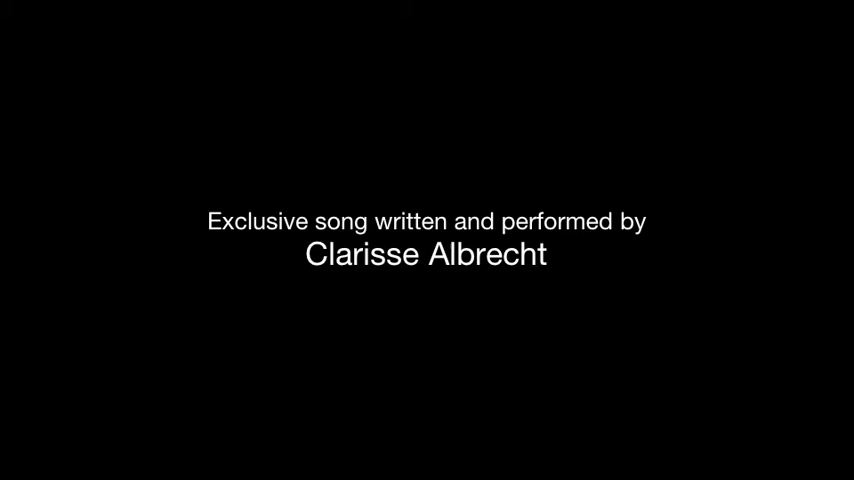 Exclusive song written and performed by
Clarisse Albrecht